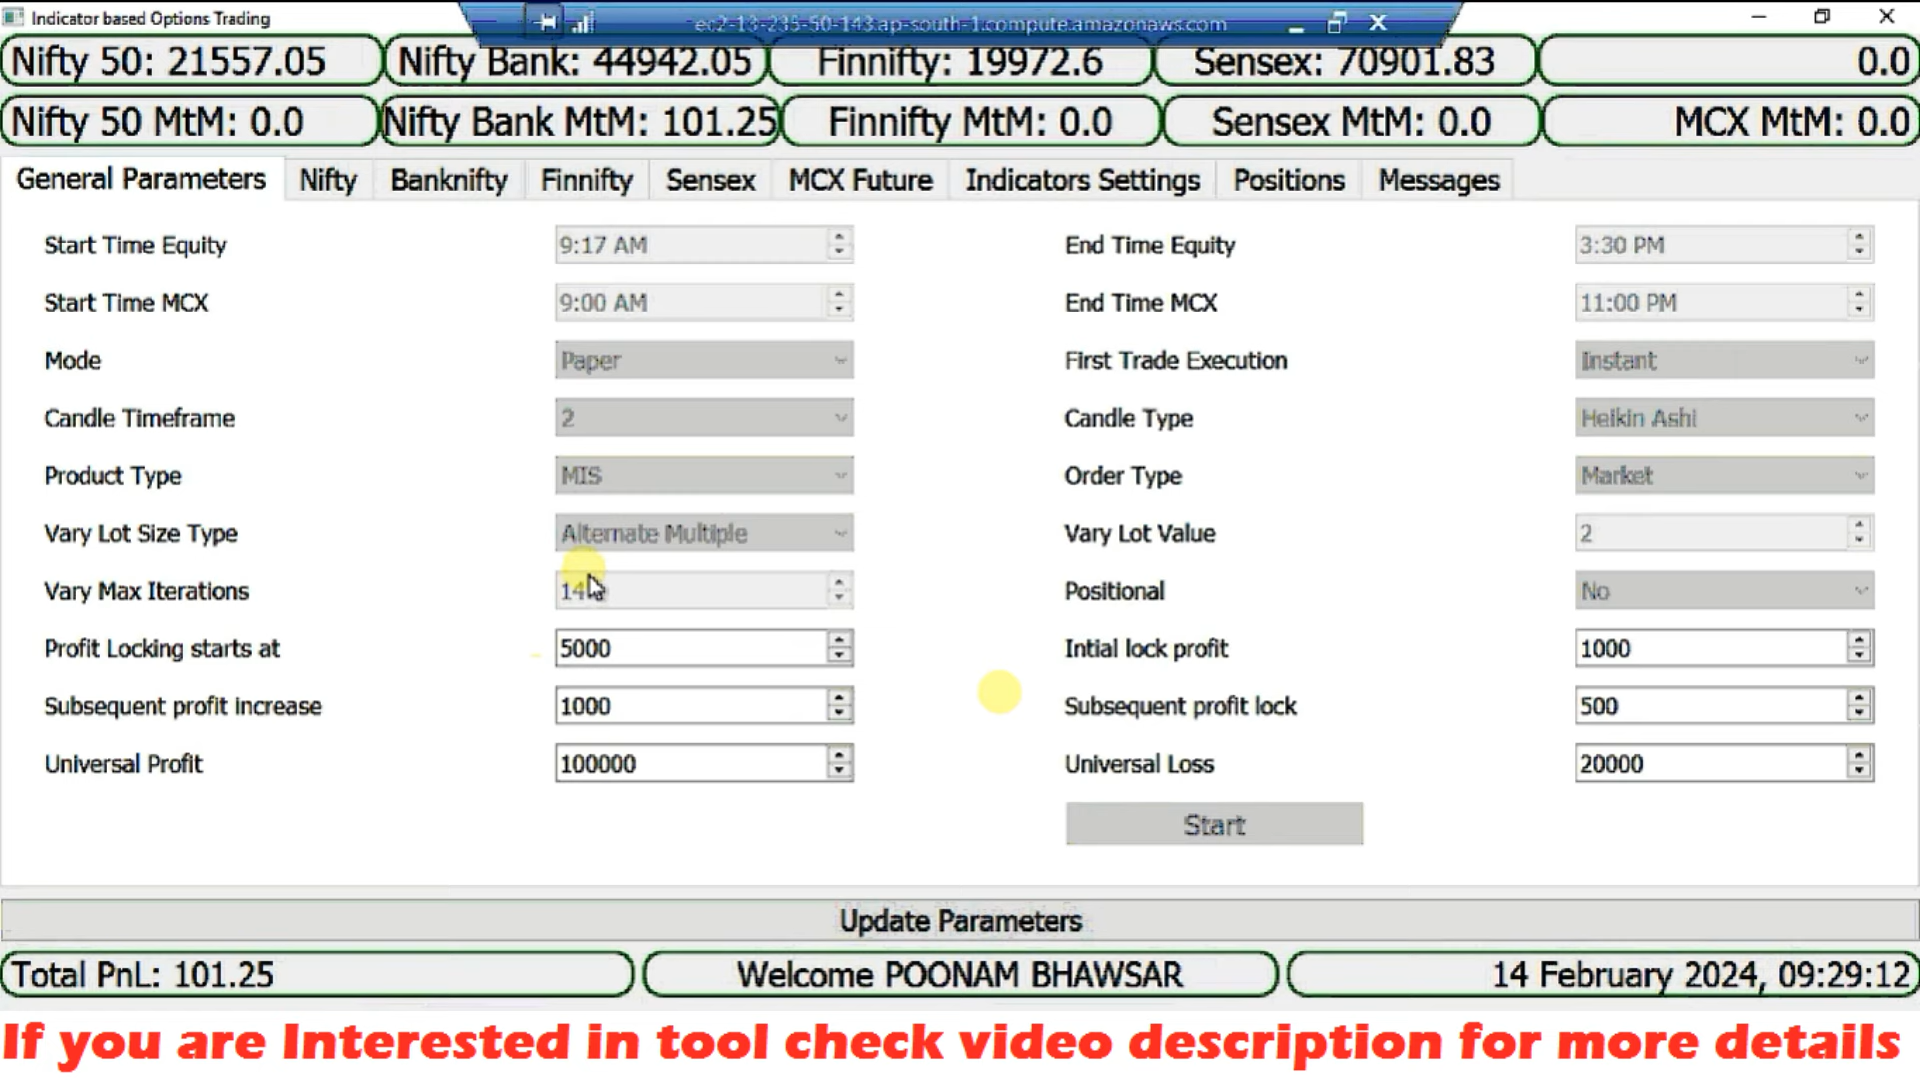 Indicator based Options Trading
ec2-13-235-50-143.ap-south-1.compute.amazonaws.com
Nifty 50: 21557.05 Nifty Bank: 44942.05 Finnifty: 19972.6 Sensex: 70901.83 0.0
Nifty 50 MtM: 0.0 Nifty Bank MtM: 101.25 Finnifty MtM: 0.0 Sensex MtM: 0.0 MCX MtM: 0.0
General Parameters Nifty Banknifty Finnifty Sensex MCX Future Indicators Settings Positions Messages
Start Time Equity 9:17 AM End Time Equity 3:30 PM
Start Time MCX 9:00 AM End Time MCX 11:00 PM
Mode Paper First Trade Execution Instant
Candle Timeframe 2 Candle Type Heikin Ashi
Product Type MIS Order Type Market
Vary Lot Size Type Alternate Multiple Vary Lot Value 2
Vary Max Iterations Positional No
Profit Locking starts at 5000 Intial lock profit 1000
Subsequent profit increase 1000 Subsequent profit lock 500
Universal Profit 100000 Universal Loss 20000
Start
Update Parameters
Total PnL: 101.25 Welcome POONAM BHAWSAR 14 February 2024, 09:29:12
If you are Interested in tool check video description for more details